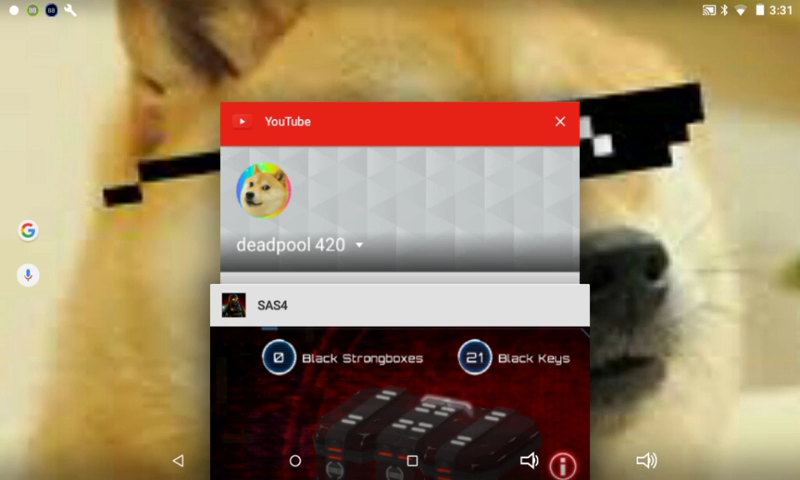 3:31
YouTube
deadpool 420
SAS4
0 Black Strongboxes 21 Black Keys